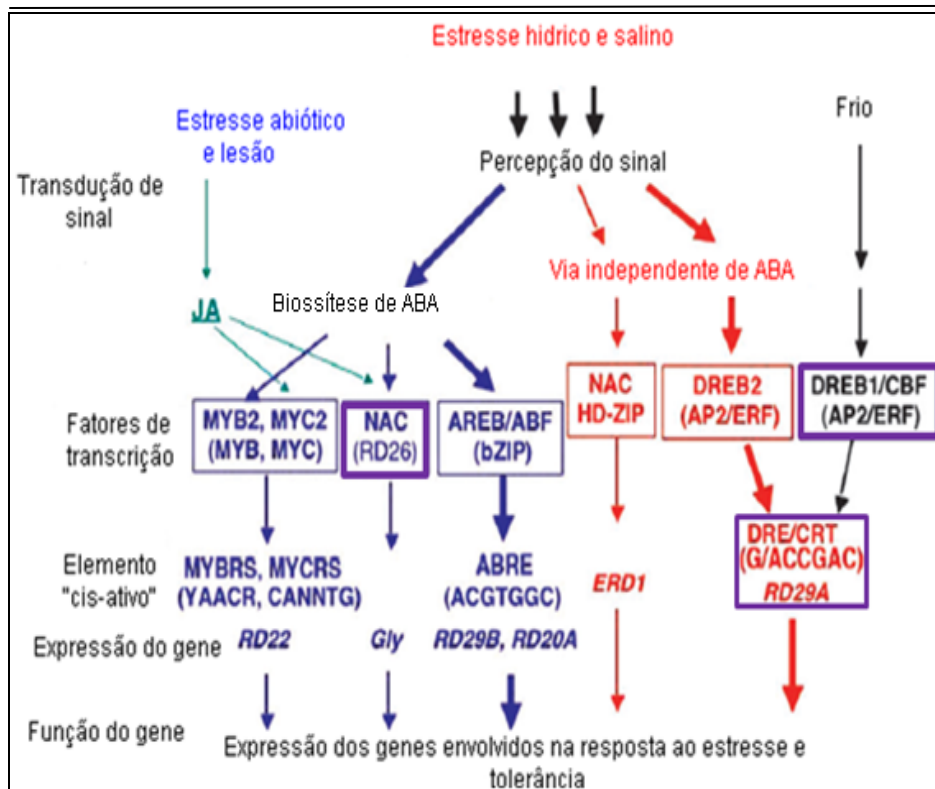 Estresse hídrico e salino
Estresse abiótico
e lesão
Frio
Percepção do sinal
Transdução de
sinal
Via independente de ABA
JA
Biossítese de ABA
Fatores de
transcrição
MYB2, MYC2
(MYB, MYC)
NAC
(RD26)
AREB/ABF
(bZIP)
NAC
HD-ZIP
DREB2
(AP2/ERF)
DREB1/CBF
(AP2/ERF)
Elemento
"cis-ativo"
MYBRS, MYCRS
(YAACR, CANNTG)
ABRE
(ACGTGGC)
ERD1
DRE/CRT
(G/ACCGAC)
RD29A
Expressão do gene
RD22
Gly
RD29B, RD20A
Função do gene
Expressão dos genes envolvidos na resposta ao estresse e
tolerância